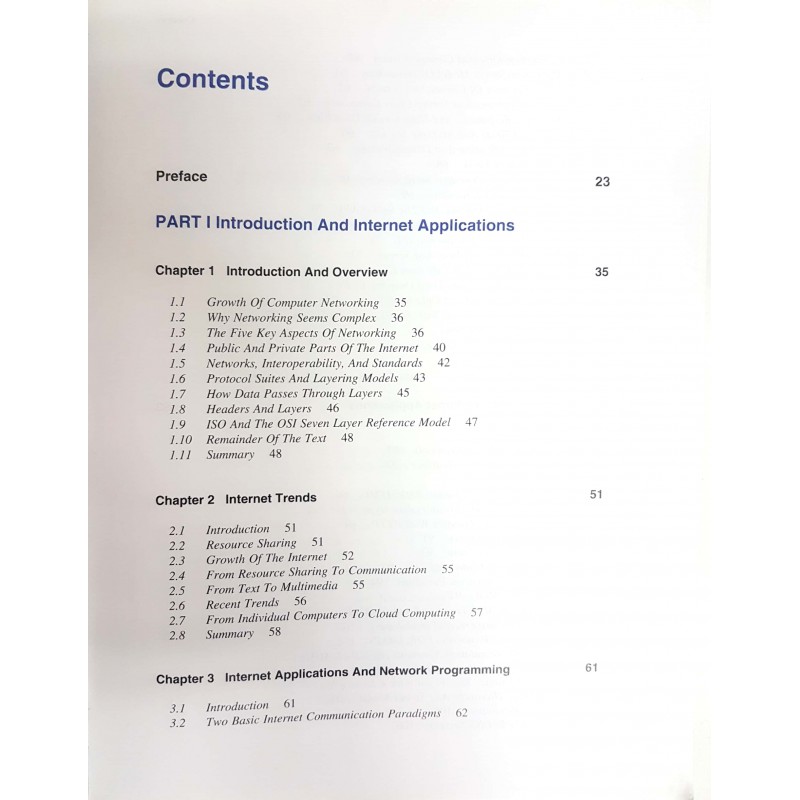 Contents
Preface 23
PART I Introduction And Internet Applications
Chapter 1 Introduction And Overview 35
1.1 Growth Of Computer Networking 35
1.2 Why Networking Seems Complex 36
1.3 The Five Key Aspects Of Networking 36
1.4 Public And Private Parts Of The Internet 40
1.5 Networks, Interoperability, And Standards 42
1.6 Protocol Suites And Layering Models 43
1.7 How Data Passes Through Layers 45
1.8 Headers And Layers 46
1.9 ISO And The OSI Seven Layer Reference Model 47
1.10 Remainder Of The Text 48
1.11 Summary 48
Chapter 2 Internet Trends 51
2.1 Introduction 51
2.2 Resource Sharing 51
2.3 Growth Of The Internet 52
2.4 From Resource Sharing To Communication 55
2.5 From Text To Multimedia 55
2.6 Recent Trends 56
2.7 From Individual Computers To Cloud Computing 57
2.8 Summary 58
Chapter 3 Internet Applications And Network Programming 61
3.1 Introduction 61
3.2 Two Basic Internet Communication Paradigms 62